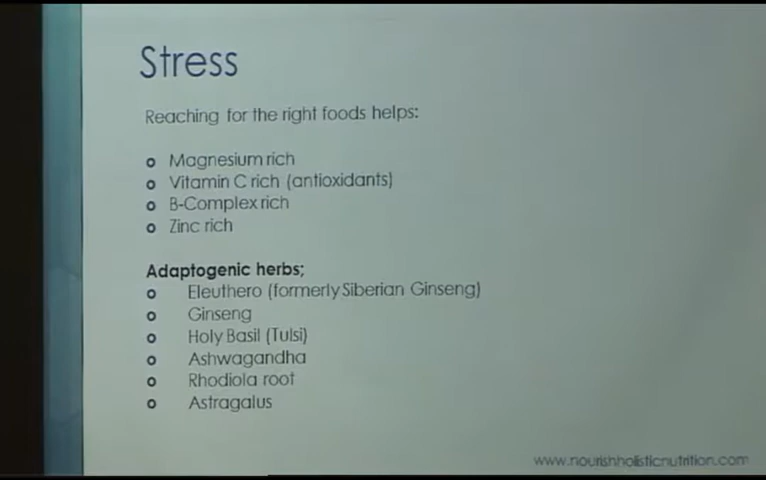 Stress
Reaching for the right foods helps:
o Magnesium rich
o Vitamin C rich (antioxidants)
o B-Complex rich
o Zinc rich
Adaptogenic herbs;
o Eleuthero (formerly Siberian Ginseng)
o Ginseng
o Holy Basil (Tulsi)
o Ashwagandha
o Rhodiola root
o Astragalus
www.nourishholisticnutrition.com